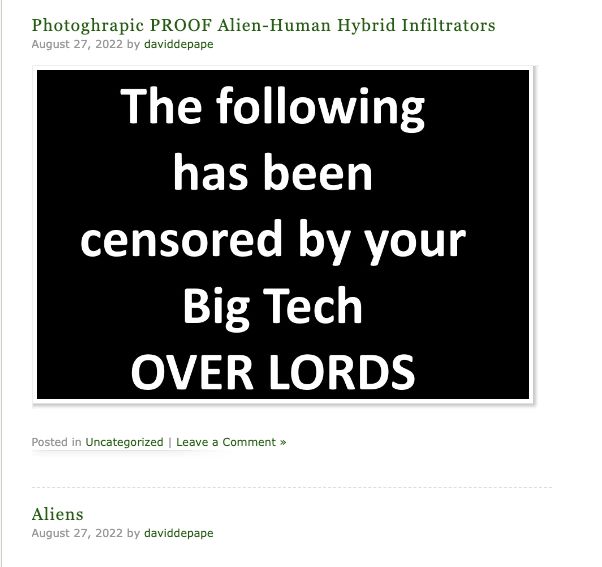 Photoghrapic PROOF Alien-Human Hybrid Infiltrators
August 27, 2022 by daviddepape
The following
has been
censored by your
Big Tech
OVER LORDS
Posted in Uncategorized | Leave a Comment »
Aliens
August 27, 2022 by daviddepape